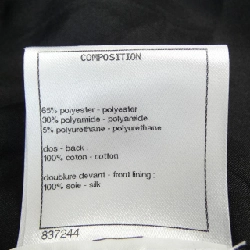 COMPOSITION
65% polyester - polyester
30% polyamide - polyamide
5% polyurethane - polyurethane
dos - back :
100% coton - cotton
doublure devant - front lining :
100% soie - silk
837244